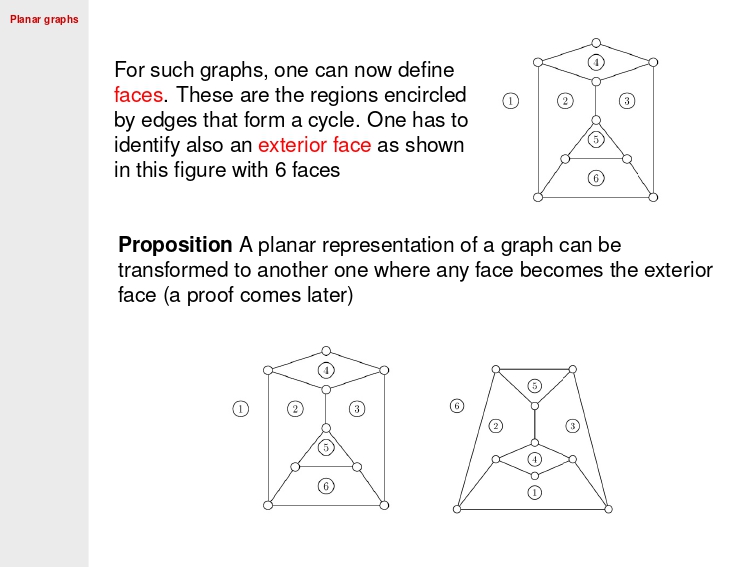 Planar graphs
For such graphs, one can now define
faces. These are the regions encircled
by edges that form a cycle. One has to
identify also an exterior face as shown
in this figure with 6 faces
4
1 2 3
5
6
Proposition A planar representation of a graph can be
transformed to another one where any face becomes the exterior
face (a proof comes later)
4
1 2 3
5
6
5
6
2 3
4
1